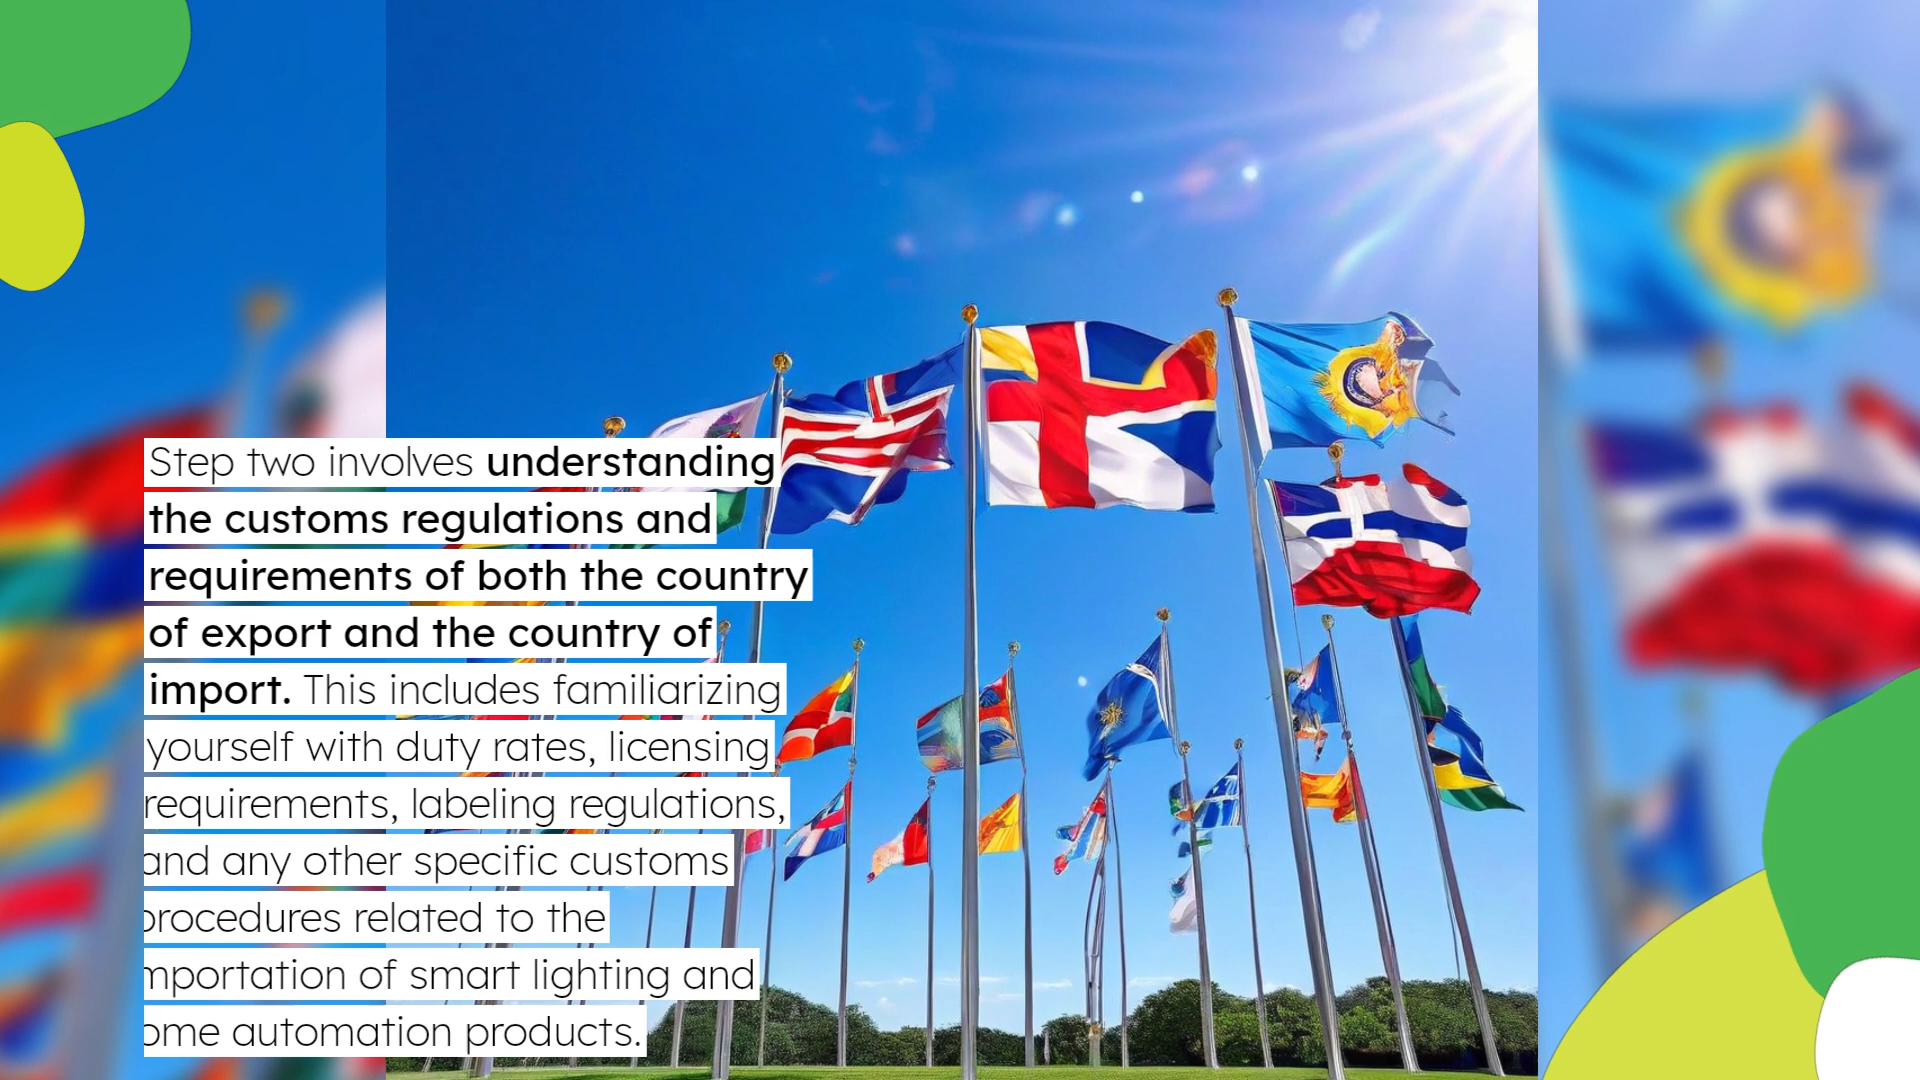 Step two involves understanding
the customs regulations and
requirements of both the country
of export and the country of
import. This includes familiarizing
yourself with duty rates, licensing
requirements, labeling regulations,
and any other specific customs
procedures related to the
mportation of smart lighting and
ome automation products.